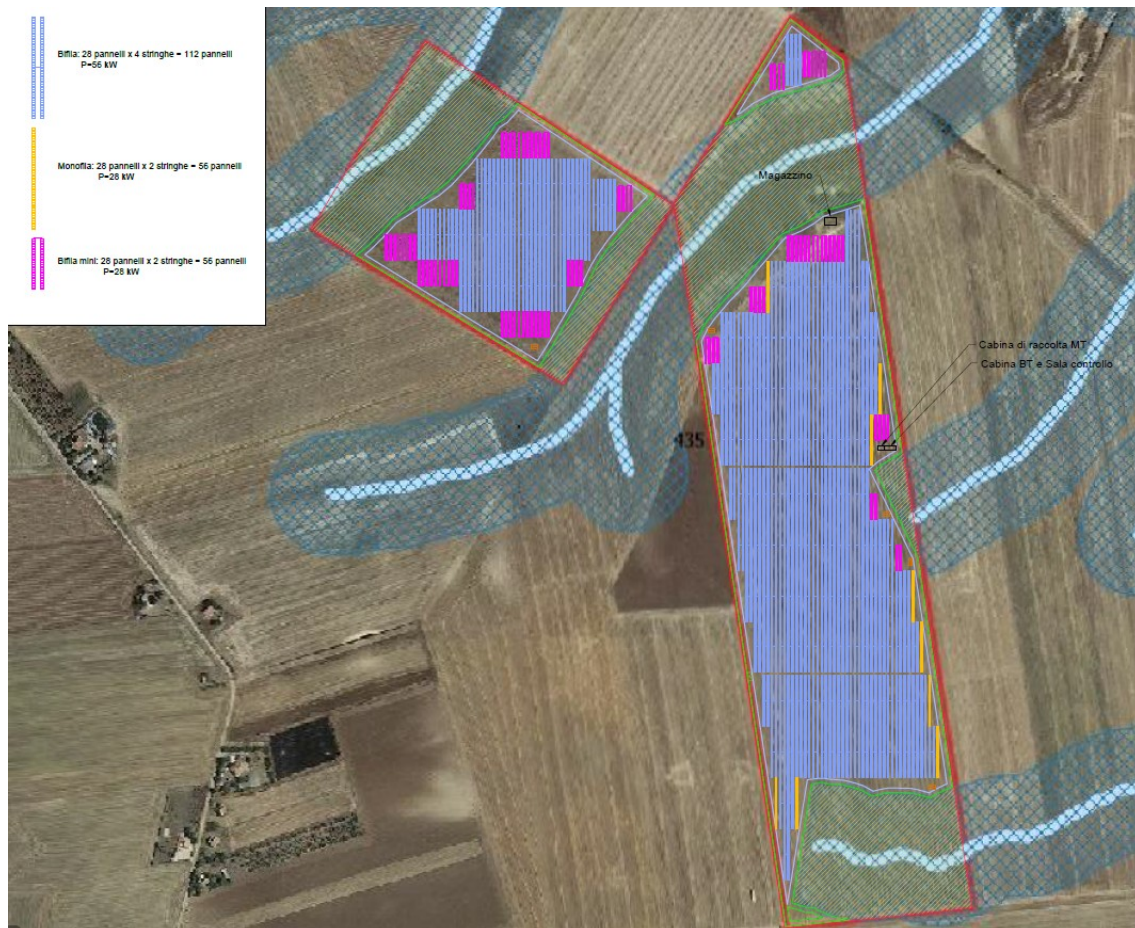 Bifila: 28 pannelli x 4 stringhe = 112 pannelli
P=56 kW
Monofila: 28 pannelli x 2 stringhe = 56 pannelli
P=28 kW
Bifila mini: 28 pannelli x 2 stringhe = 56 pannelli
P=28 kW
Magazzino
Cabina di raccolta MT
Cabina BT e Sala controllo
435